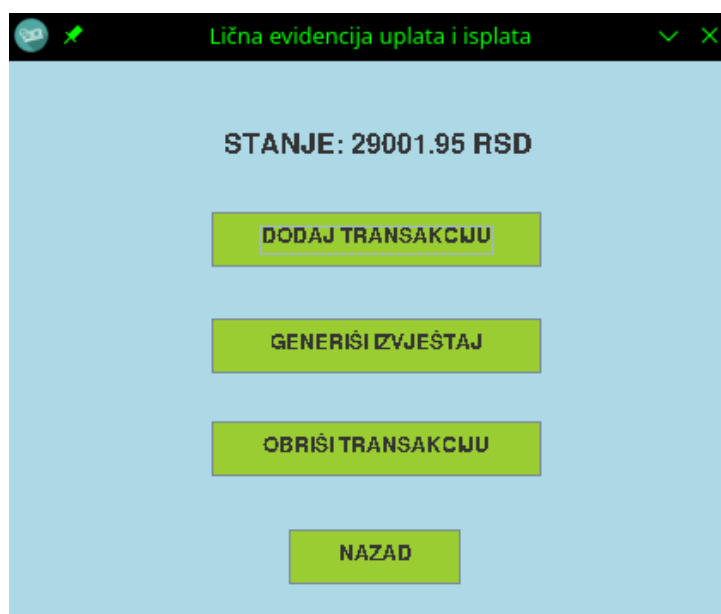 Lična evidencija uplata i isplata
STANJE: 29001.95 RSD
DODAJ TRANSAKCIJU
GENERIŠI IZVJEŠTAJ
OBRIŠI TRANSAKCIJU
NAZAD